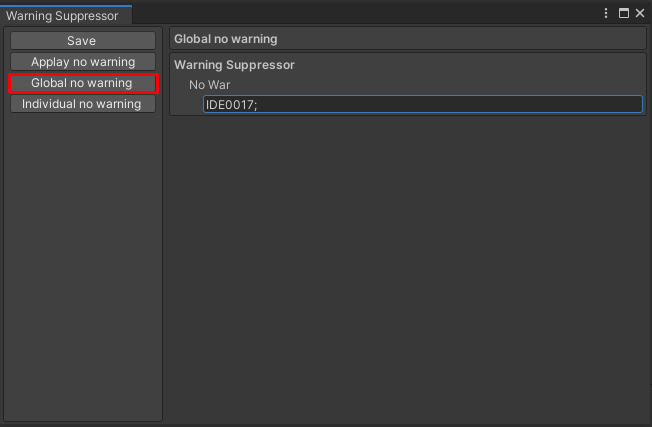 Warning Suppressor
Save
Applay no warning
Global no warning
Individual no warning
Global no warning
Warning Suppressor
No War
IDE0017;